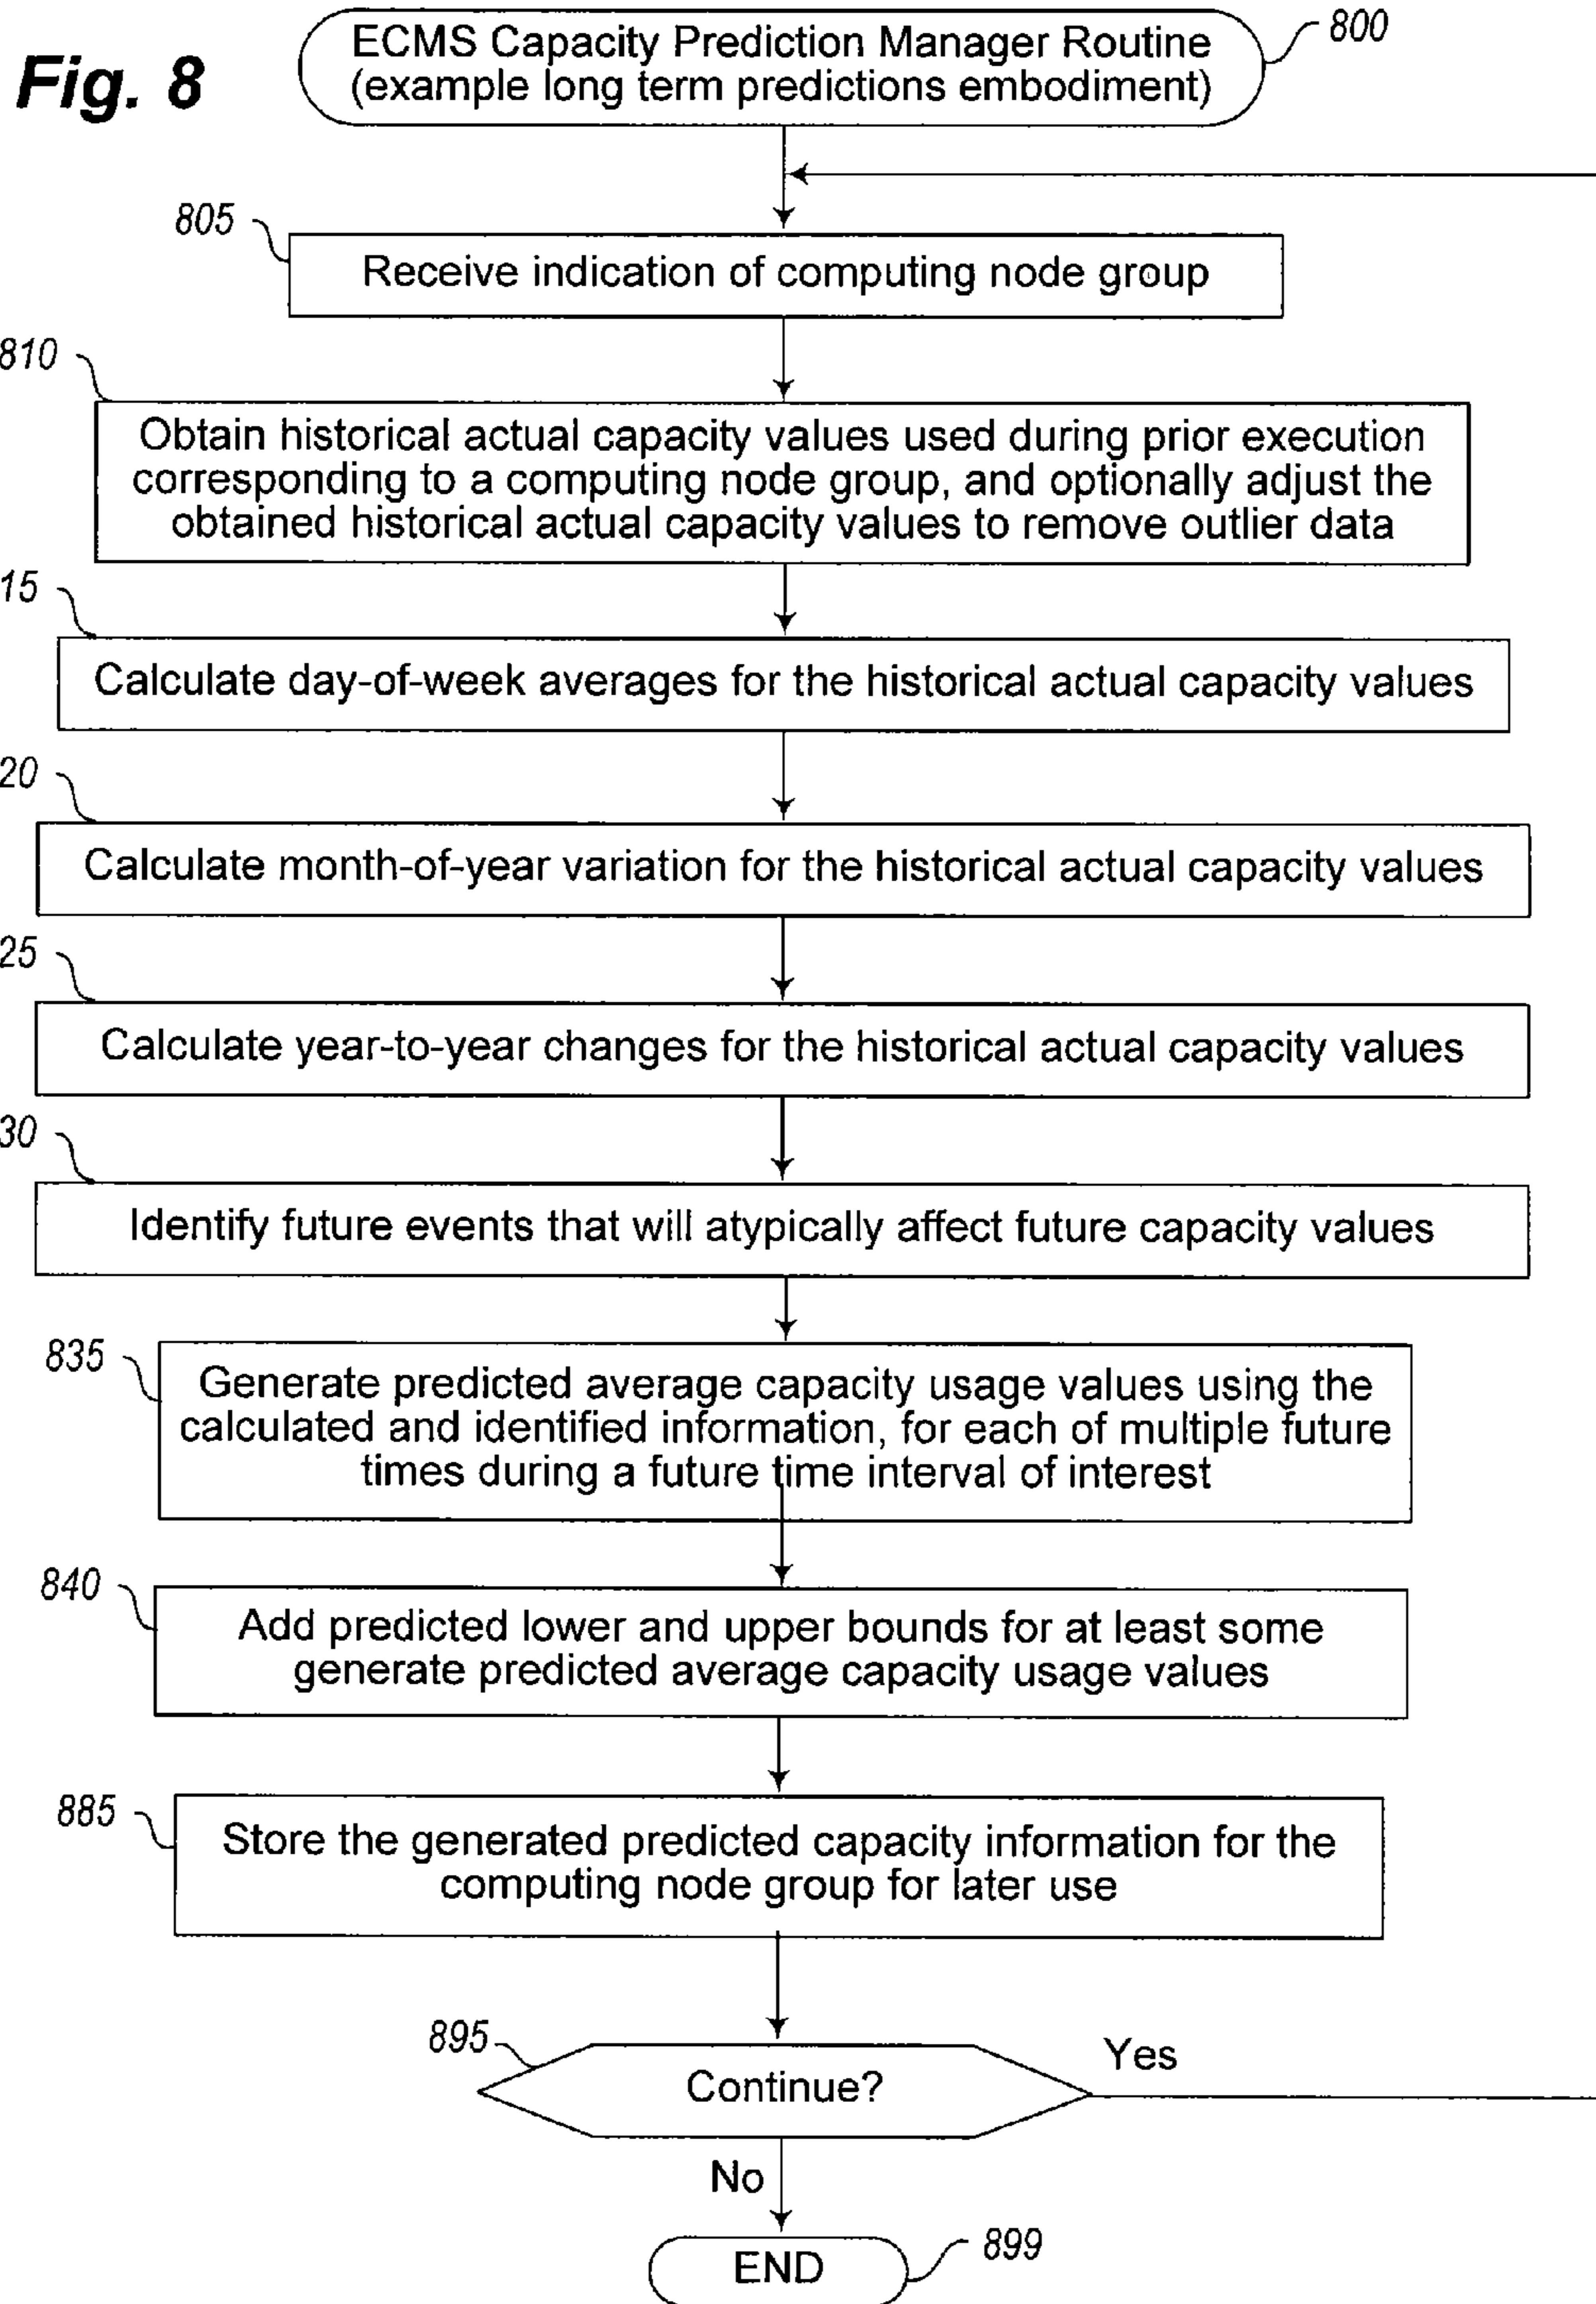 Fig. 8
ECMS Capacity Prediction Manager Routine
(example long term predictions embodiment)
800
805
Receive indication of computing node group
810
Obtain historical actual capacity values used during prior execution
corresponding to a computing node group, and optionally adjust the
obtained historical actual capacity values to remove outlier data
15
Calculate day-of-week averages for the historical actual capacity values
20
Calculate month-of-year variation for the historical actual capacity values
25
Calculate year-to-year changes for the historical actual capacity values
30
Identify future events that will atypically affect future capacity values
835
Generate predicted average capacity usage values using the
calculated and identified information, for each of multiple future
times during a future time interval of interest
840
Add predicted lower and upper bounds for at least some
generate predicted average capacity usage values
885
Store the generated predicted capacity information for the
computing node group for later use
895
Continue?
Yes
No
END
899